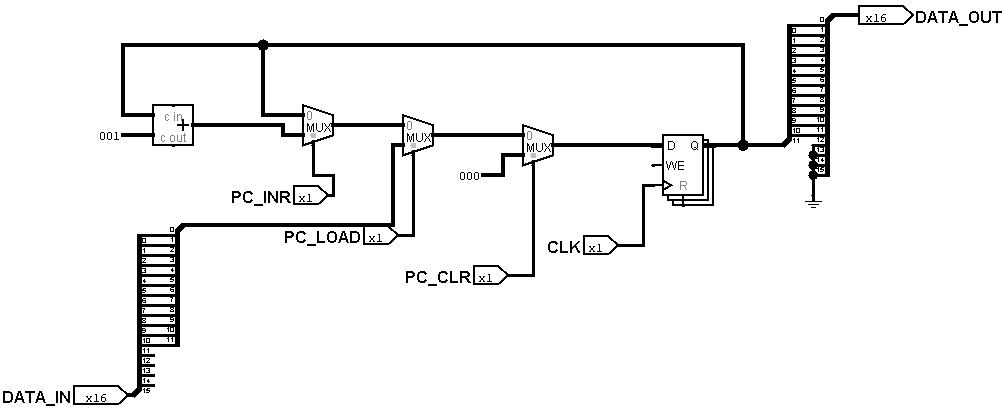 x16
DATA_OUT
0
0 1
1 2
2 3
3 4
4 5
5 6
6 7
7 8
8 9
9 10
10 11
11 12
13
14
15
c in
+
c out
001
0
MUX
0
MUX
0
MUX
000
D Q
WE
R
PC_INR x1
PC_LOAD x1
CLK x1
PC_CLR x1
0
0 1
1 2
2 3
3 4
4 5
5 6
6 7
7 8
8 9
9 10
10 11
11
12
13
14
15
DATA_IN x16